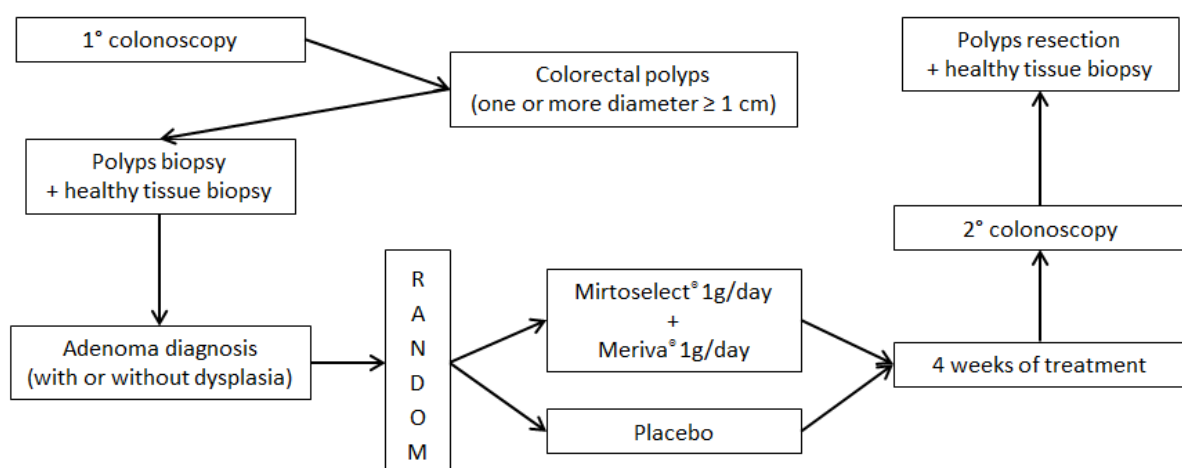 1° colonoscopy
Colorectal polyps
(one or more diameter ≥ 1 cm)
Polyps biopsy
+ healthy tissue biopsy
Adenoma diagnosis
(with or without dysplasia)
R
A
N
D
O
M
Mirtoselect® 1g/day
+
Meriva® 1g/day
Placebo
4 weeks of treatment
2° colonoscopy
Polyps resection
+ healthy tissue biopsy